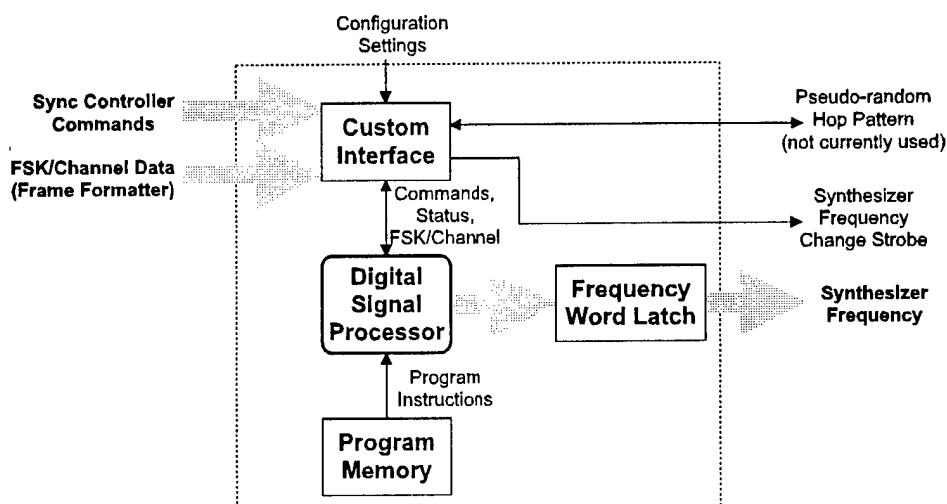 Configuration
Settings
Sync Controller
Commands
FSK/Channel Data
(Frame Formatter)
Custom
Interface
Pseudo-random
Hop Pattern
(not currently used)
Commands,
Status,
FSK/Channel
Synthesizer
Frequency
Change Strobe
Digital
Signal
Processor
Frequency
Word Latch
Synthesizer
Frequency
Program
Instructions
Program
Memory